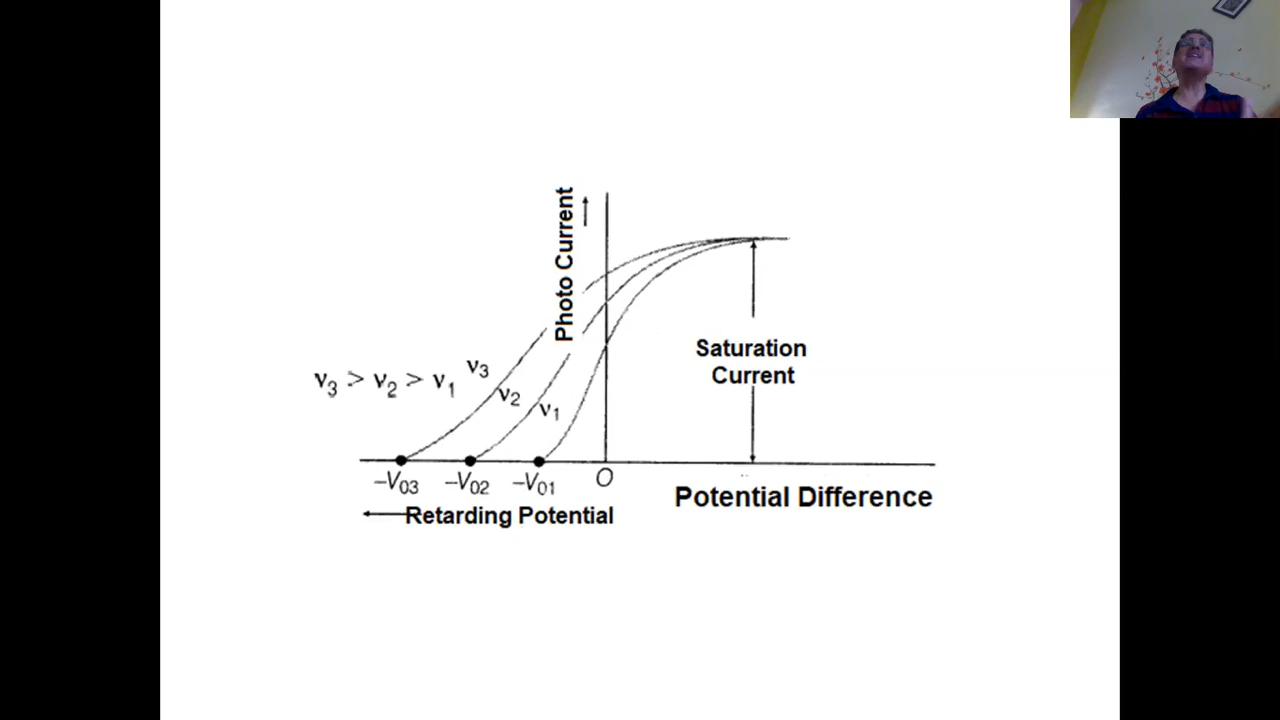 Photo Current
ν3 > ν2 > ν1
ν3
ν2
ν1
Saturation
Current
–V03
–V02
–V01
O
Retarding Potential
Potential Difference